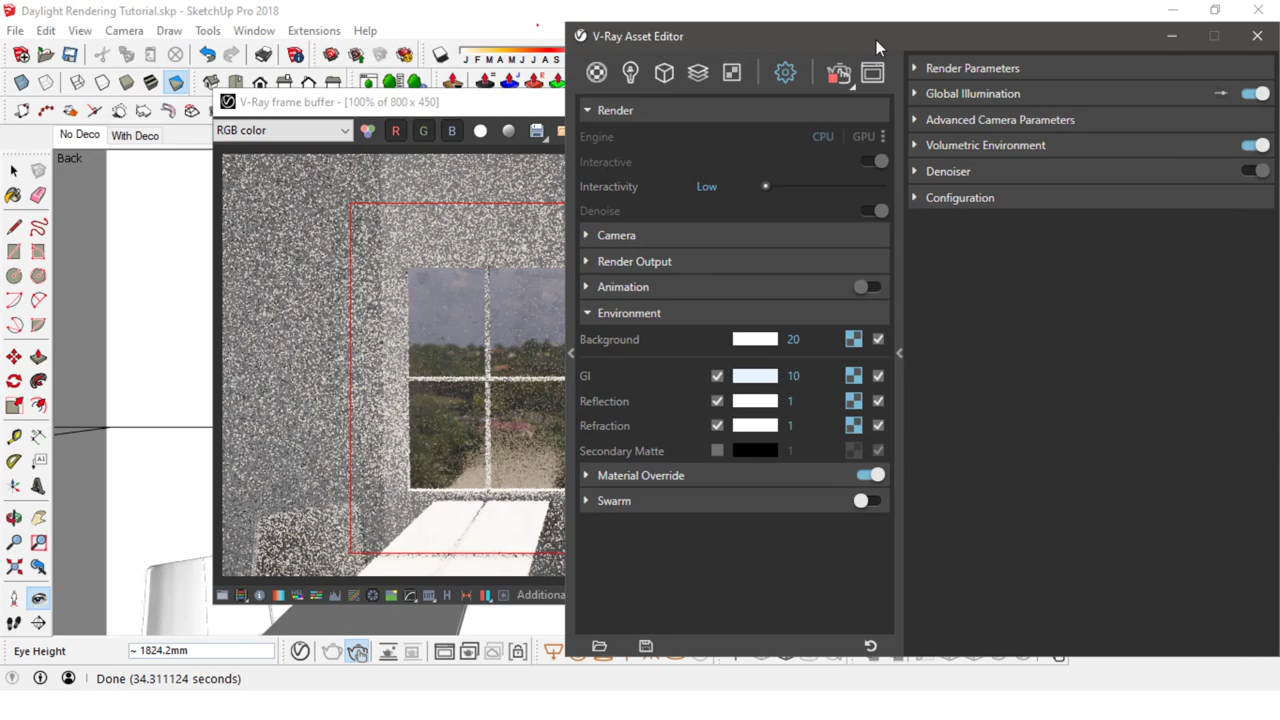 Daylight Rendering Tutorial.skp - SketchUp Pro 2018
File Edit View Camera Draw Tools Window Extensions Help
J F M A M J J A S O N D
No Deco With Deco
Back
V-Ray frame buffer - [100% of 800 x 450]
RGB color
R G B
H
Additiona
V-Ray Asset Editor
Render
Engine CPU GPU
Interactive
Interactivity Low
Denoise
Camera
Render Output
Animation
Environment
Background 20
GI 10
Reflection 1
Refraction 1
Secondary Matte 1
Material Override
Swarm
Render Parameters
Global Illumination
Advanced Camera Parameters
Volumetric Environment
Denoiser
Configuration
Eye Height ~ 1824.2mm
Done (34.311124 seconds)